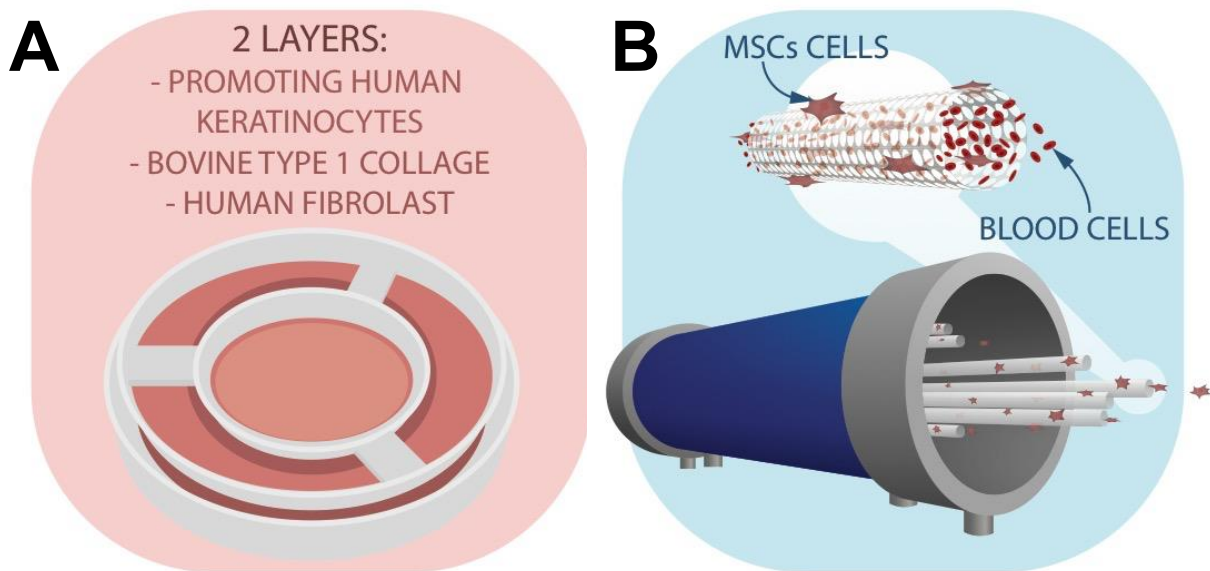 A
2 LAYERS:
- PROMOTING HUMAN
KERATINOCYTES
- BOVINE TYPE 1 COLLAGE
- HUMAN FIBROLAST
B
MSCs CELLS
BLOOD CELLS